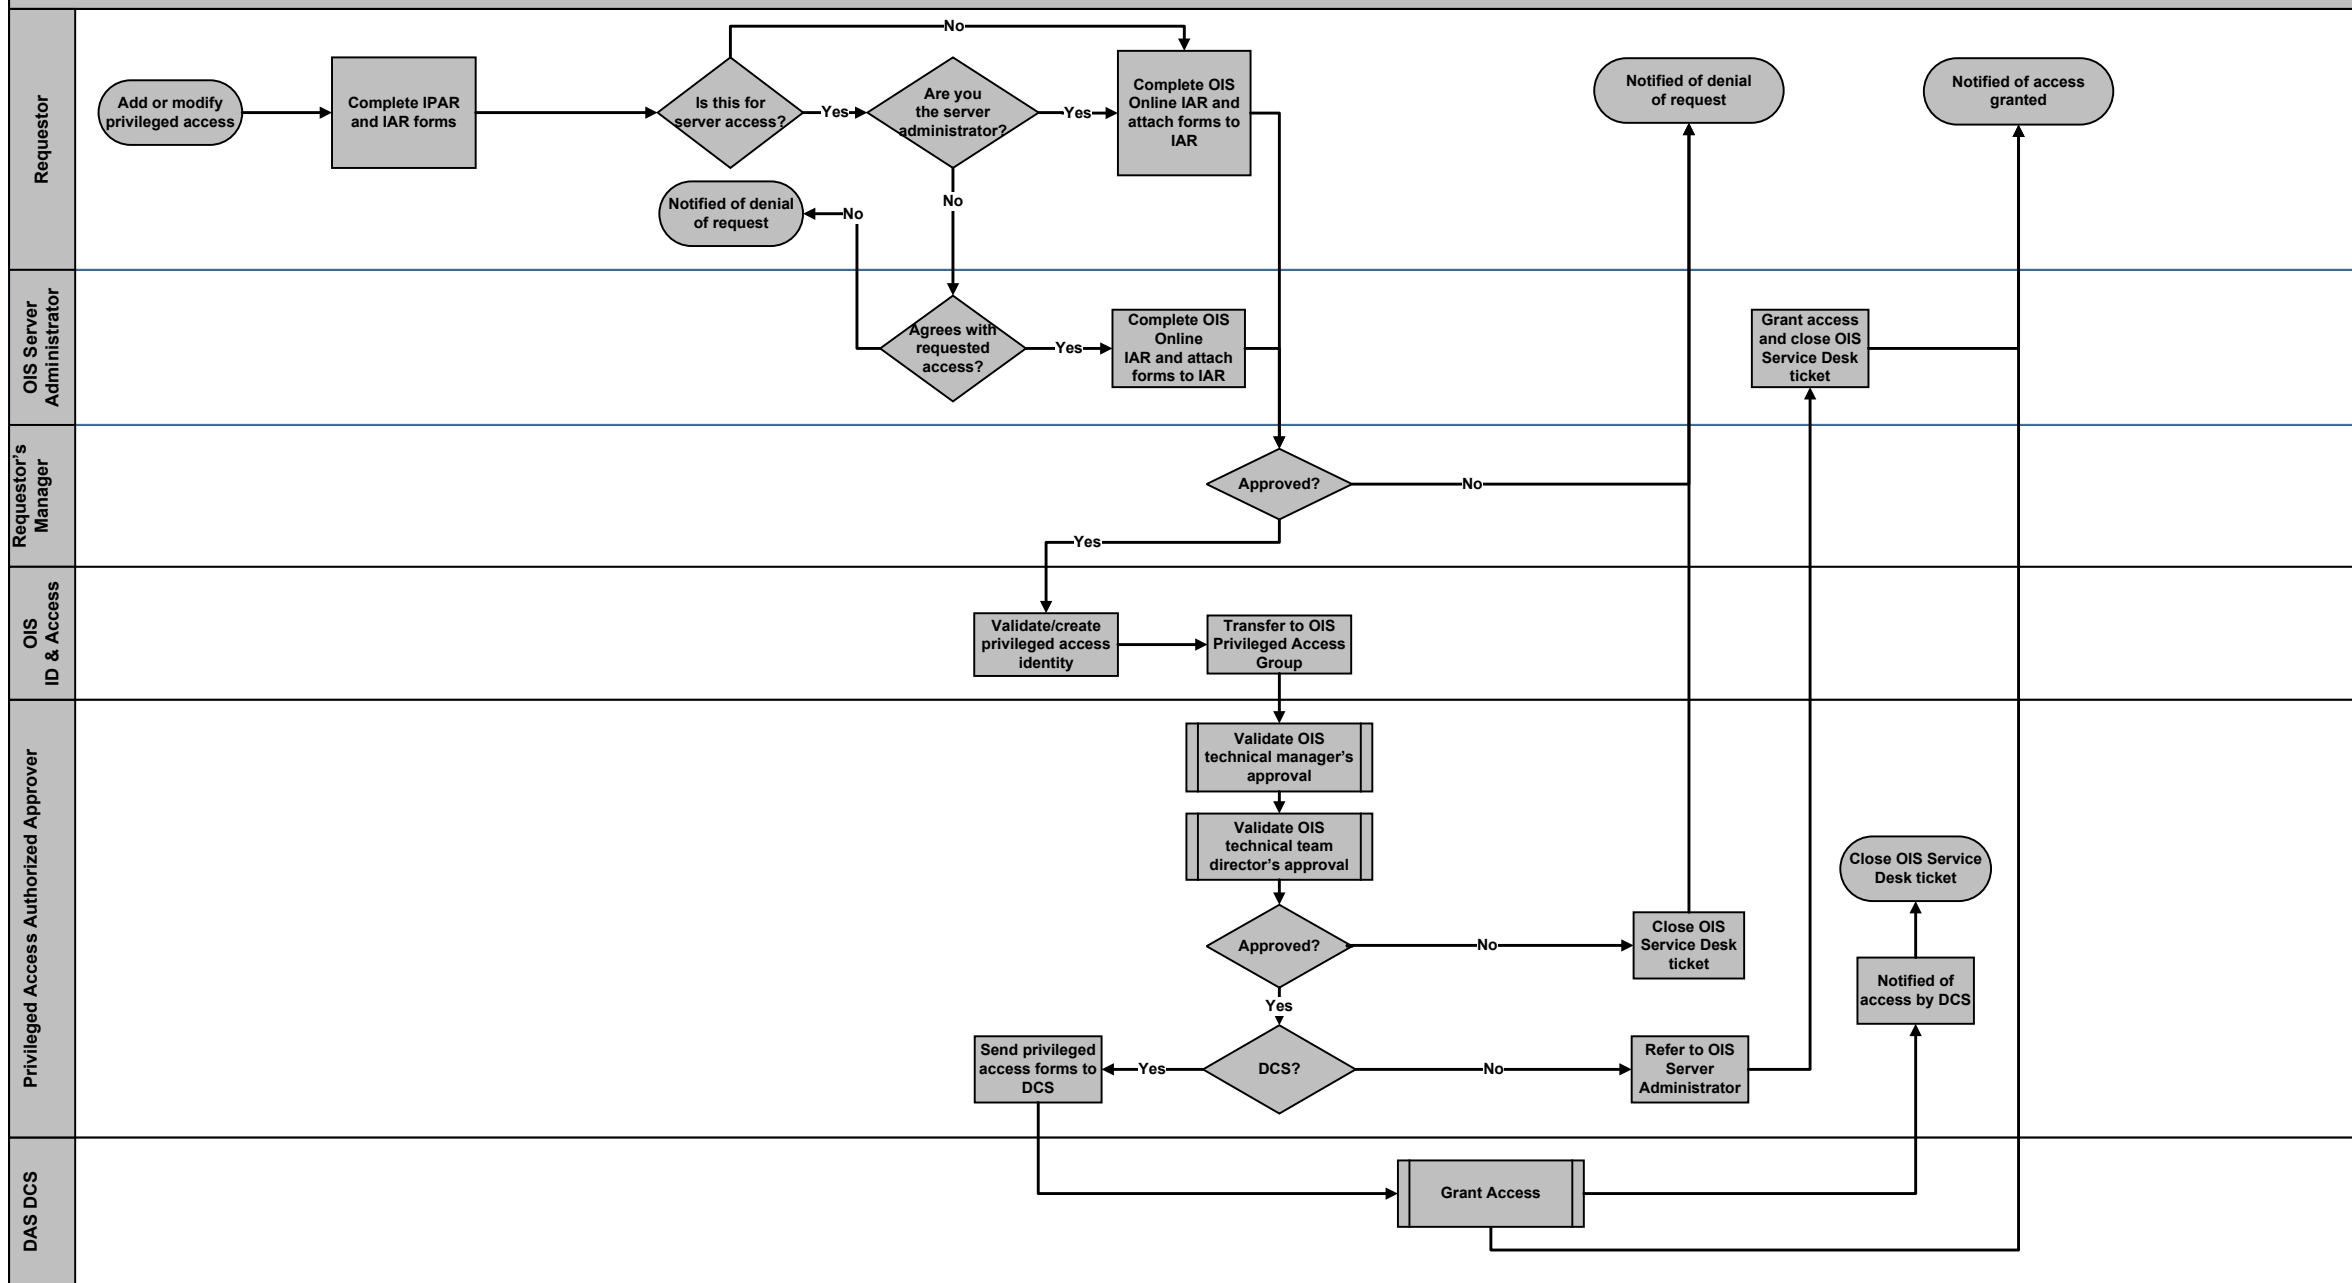 Requestor
Add or modify
privileged access
Complete IPAR
and IAR forms
Is this for
server access?
No
Yes
Are you
the server
administrator?
Yes
No
Complete OIS
Online IAR and
attach forms to
IAR
Notified of denial
of request
No
Notified of denial
of request
Notified of access
granted
OIS Server
Administrator
Agrees with
requested
access?
Yes
Complete OIS
Online
IAR and attach
forms to IAR
Grant access
and close OIS
Service Desk
ticket
Requestor's
Manager
Approved?
No
Yes
OIS
ID & Access
Validate/create
privileged access
identity
Transfer to OIS
Privileged Access
Group
Privileged Access Authorized Approver
Validate OIS
technical manager's
approval
Validate OIS
technical team
director's approval
Approved?
No
Close OIS
Service Desk
ticket
Yes
DCS?
Yes
Send privileged
access forms to
DCS
No
Refer to OIS
Server
Administrator
Close OIS Service
Desk ticket
Notified of
access by DCS
DAS DCS
Grant Access